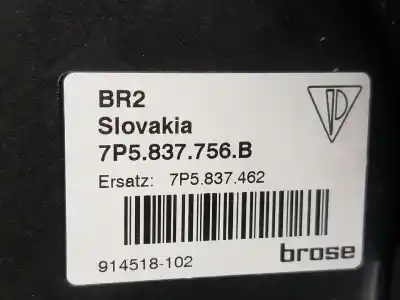 BR2
Slovakia
7P5.837.756.B
Ersatz: 7P5.837.462
914518-102
brose